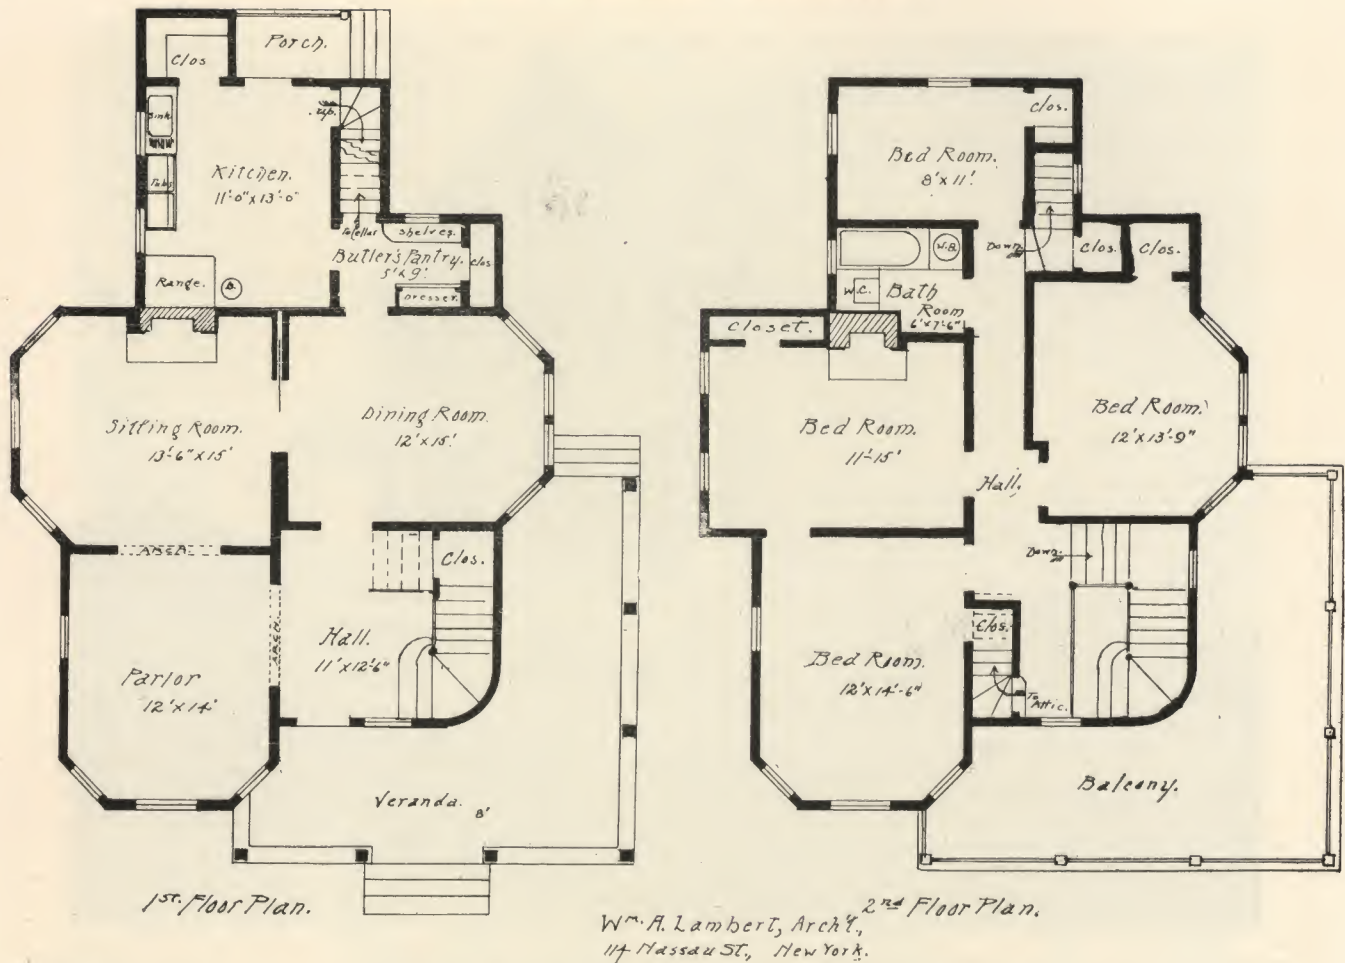 Clos
Porch.
Sink
Up.
Kitchen.
11'-0" x 13'-0"
Tubs
To Cellar
Shelves.
Butler's Pantry.
5' x 9'
Clos
Range.
B.
Dresser.
Sitting Room.
13'-6" x 15'
Dining Room.
12' x 15'
ARCH
Clos.
ARCH
Hall.
11' x 12'-6"
Parlor
12' x 14'
Veranda.
8'
1st. Floor Plan.
Clos.
Bed Room.
8' x 11'.
Down
Clos.
Clos.
W.B.
W.C.
Bath
Room
6' x 7'-6"
Closet.
Bed Room.
11'-15'
Bed Room.
12' x 13'-9"
Hall.
Down.
Clos.
Bed Room.
12' x 14'-6"
To
Attic.
Balcony.
2nd Floor Plan.
Wm. A. Lambert, Arch't.,
114 Nassau St., New York.